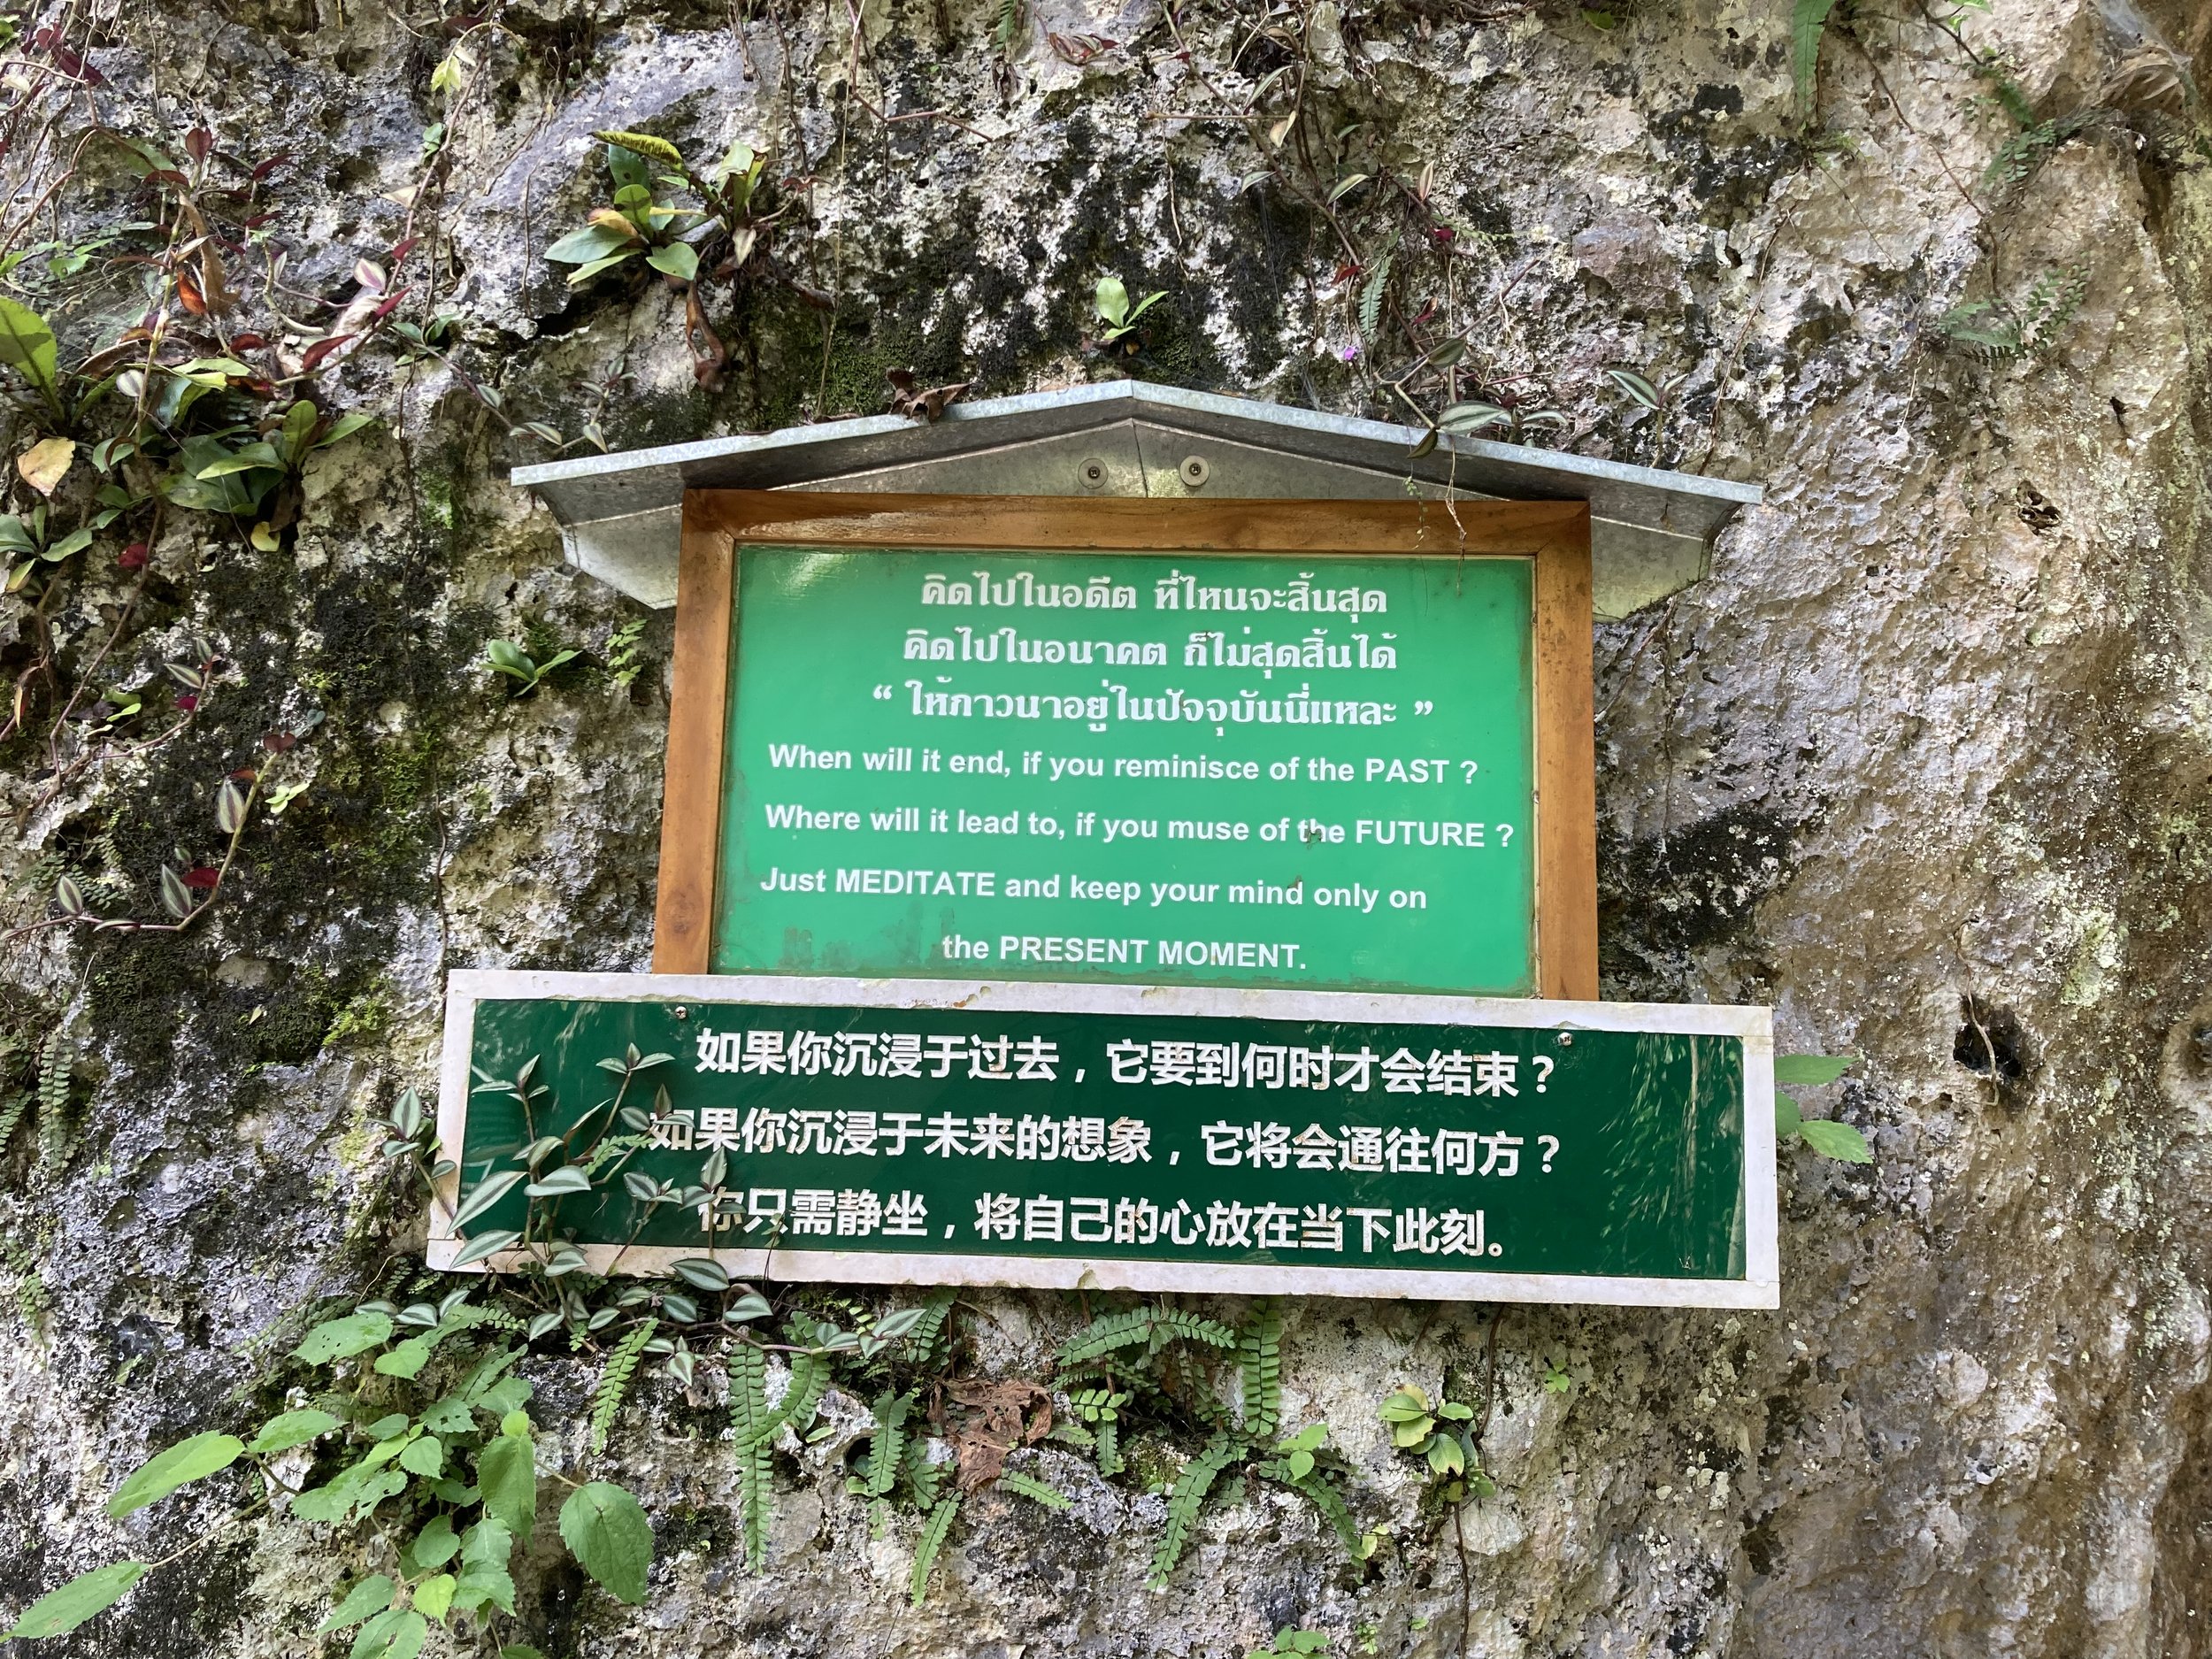 คิดไปในอดีต ที่ไหนจะสิ้นสุด
คิดไปในอนาคต ก็ไม่สุดสิ้นได้
“ ให้ภาวนาอยู่ในปัจจุบันนี่แหละ ”
When will it end, if you reminisce of the PAST ?
Where will it lead to, if you muse of the FUTURE ?
Just MEDITATE and keep your mind only on
the PRESENT MOMENT.
如果你沉浸于过去，它要到何时才会结束？
如果你沉浸于未来的想象，它将会通往何方？
你只需静坐，将自己的心放在当下此刻。